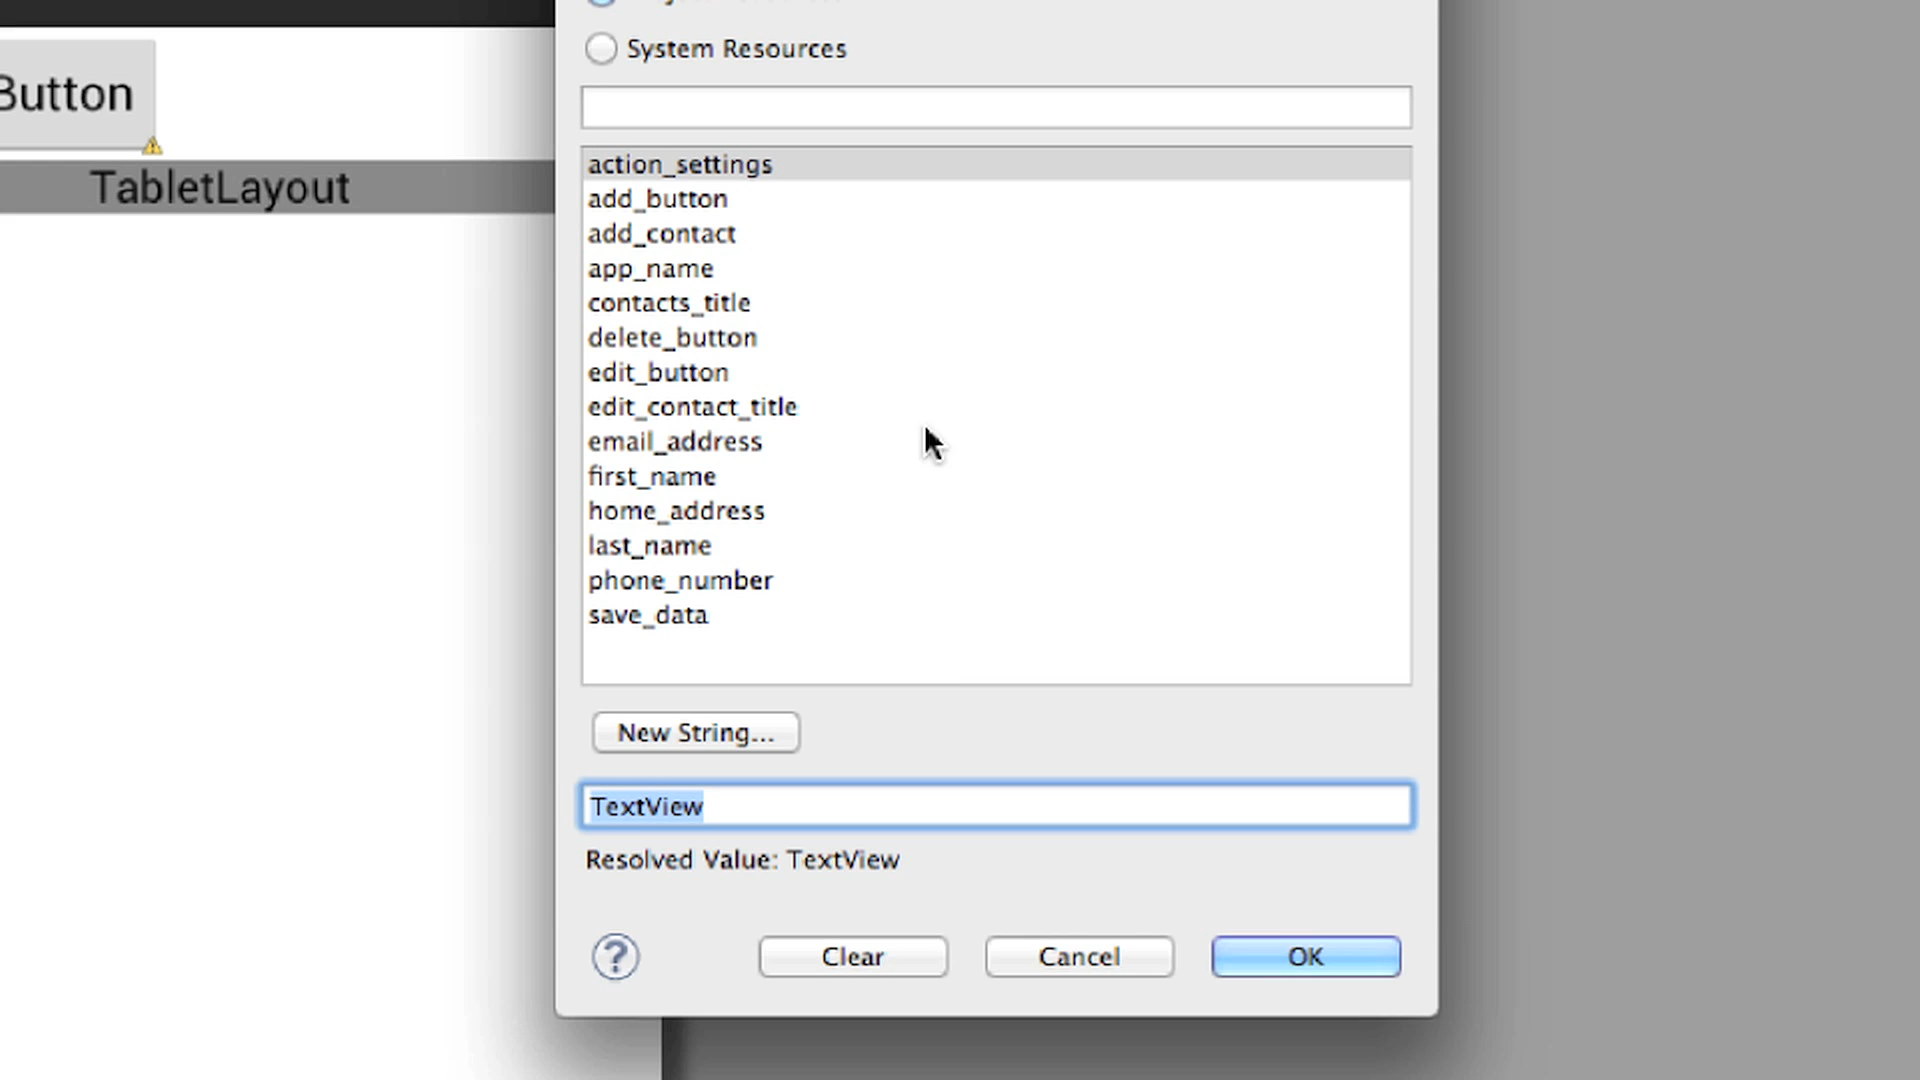 System Resources
Button
TabletLayout
action_settings
add_button
add_contact
app_name
contacts_title
delete_button
edit_button
edit_contact_title
email_address
first_name
home_address
last_name
phone_number
save_data
New String...
TextView
Resolved Value: TextView
?
Clear
Cancel
OK